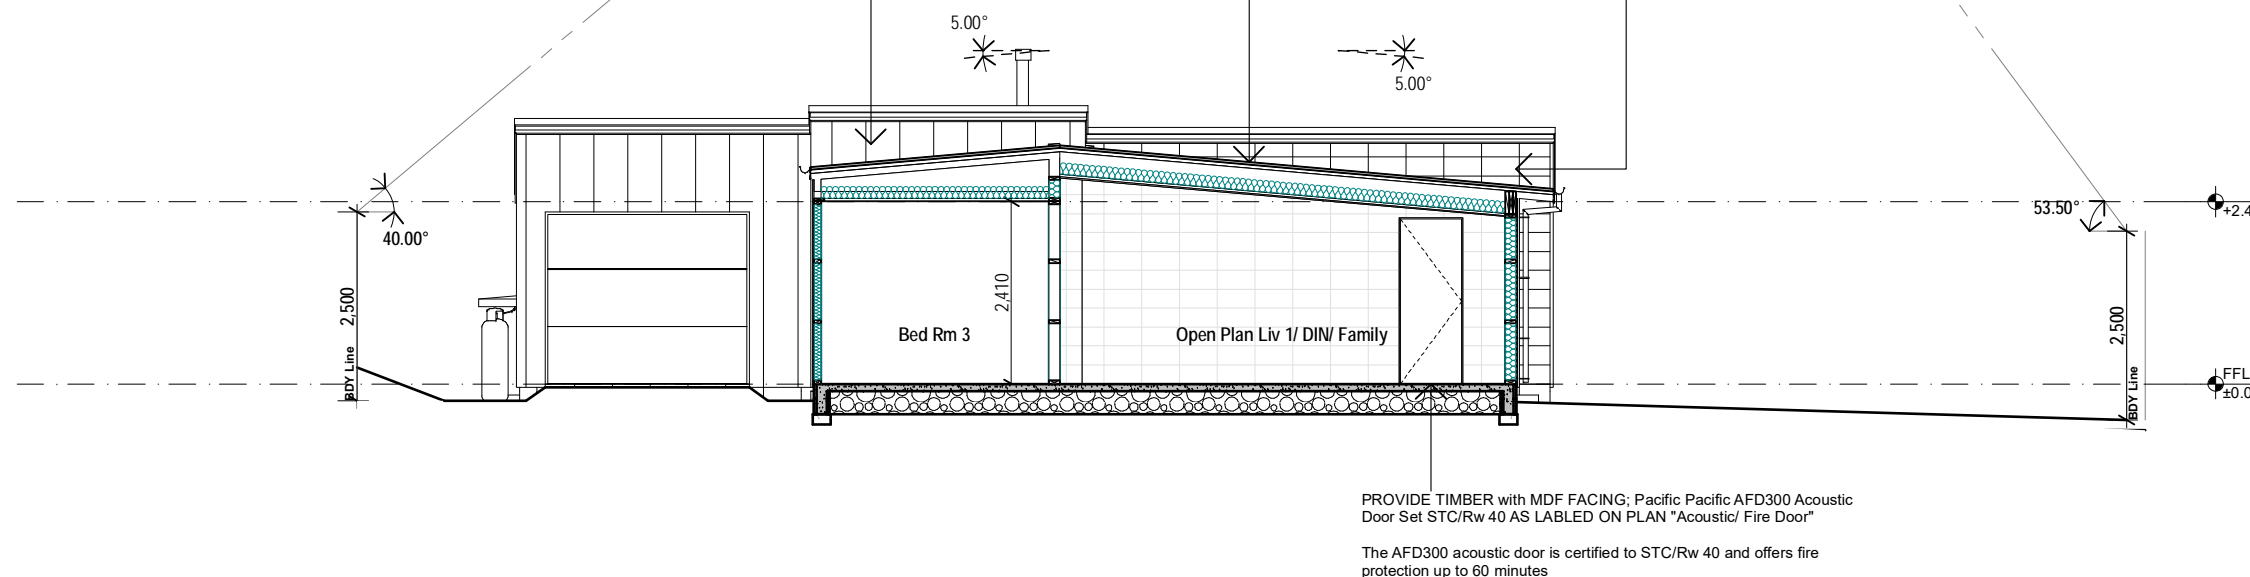 5.00°
5.00°
40.00°
53.50°
+2.4
2,500
BDY Line
2,410
Bed Rm 3
Open Plan Liv 1/ DIN/ Family
2,500
BDY Line
FFL
±0.0
PROVIDE TIMBER with MDF FACING; Pacific Pacific AFD300 Acoustic
Door Set STC/Rw 40 AS LABLED ON PLAN "Acoustic/ Fire Door"
The AFD300 acoustic door is certified to STC/Rw 40 and offers fire
protection up to 60 minutes